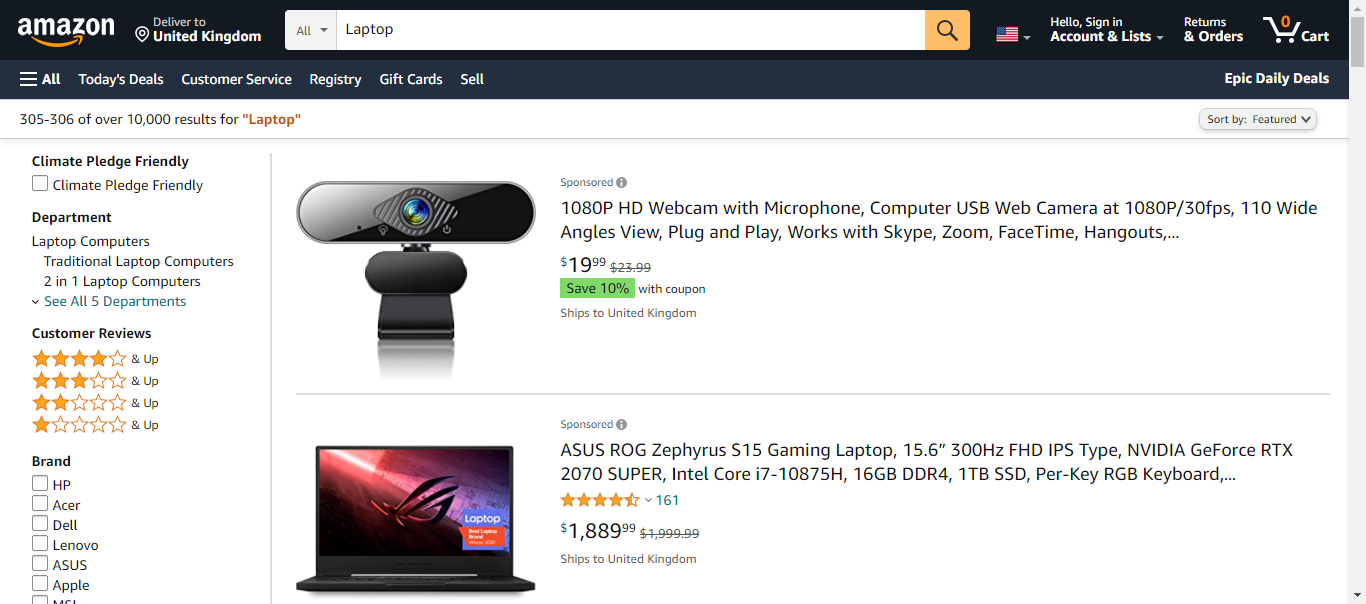 amazon
Deliver to
United Kingdom
All
Laptop
Hello, Sign in
Account & Lists
Returns
& Orders
0
Cart
All
Today's Deals
Customer Service
Registry
Gift Cards
Sell
Epic Daily Deals
305-306 of over 10,000 results for "Laptop"
Sort by: Featured
Climate Pledge Friendly
Climate Pledge Friendly
Department
Laptop Computers
Traditional Laptop Computers
2 in 1 Laptop Computers
See All 5 Departments
Customer Reviews
& Up
& Up
& Up
& Up
Brand
HP
Acer
Dell
Lenovo
ASUS
Apple
MSI
Sponsored
1080P HD Webcam with Microphone, Computer USB Web Camera at 1080P/30fps, 110 Wide
Angles View, Plug and Play, Works with Skype, Zoom, FaceTime, Hangouts,...
$1999 $23.99
Save 10% with coupon
Ships to United Kingdom
Sponsored
ASUS ROG Zephyrus S15 Gaming Laptop, 15.6” 300Hz FHD IPS Type, NVIDIA GeForce RTX
2070 SUPER, Intel Core i7-10875H, 16GB DDR4, 1TB SSD, Per-Key RGB Keyboard,...
161
$1,88999 $1,999.99
Ships to United Kingdom
Laptop
Best Laptop
Brand
Winner 2020